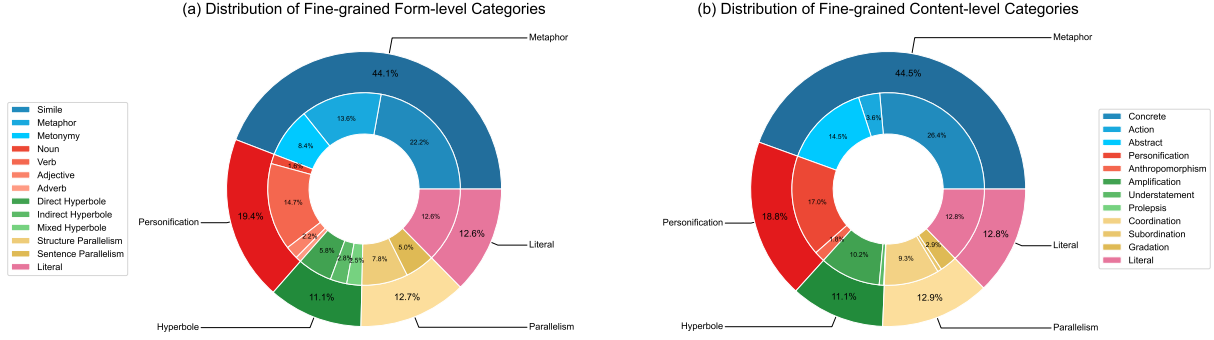 (a) Distribution of Fine-grained Form-level Categories
Metaphor
44.1%
13.6%
22.2%
8.4%
1.6%
14.7%
2.2%
5.8%
2.8%
2.5%
7.8%
5.0%
12.6%
19.4%
11.1%
12.7%
12.6%
Personification
Hyperbole
Parallelism
Literal
Simile
Metaphor
Metonymy
Noun
Verb
Adjective
Adverb
Direct Hyperbole
Indirect Hyperbole
Mixed Hyperbole
Structure Parallelism
Sentence Parallelism
Literal
(b) Distribution of Fine-grained Content-level Categories
Metaphor
44.5%
3.6%
26.4%
14.5%
17.0%
1.8%
10.2%
9.3%
2.9%
12.8%
18.8%
11.1%
12.9%
12.8%
Personification
Hyperbole
Parallelism
Literal
Concrete
Action
Abstract
Personification
Anthropomorphism
Amplification
Understatement
Prolepsis
Coordination
Subordination
Gradation
Literal